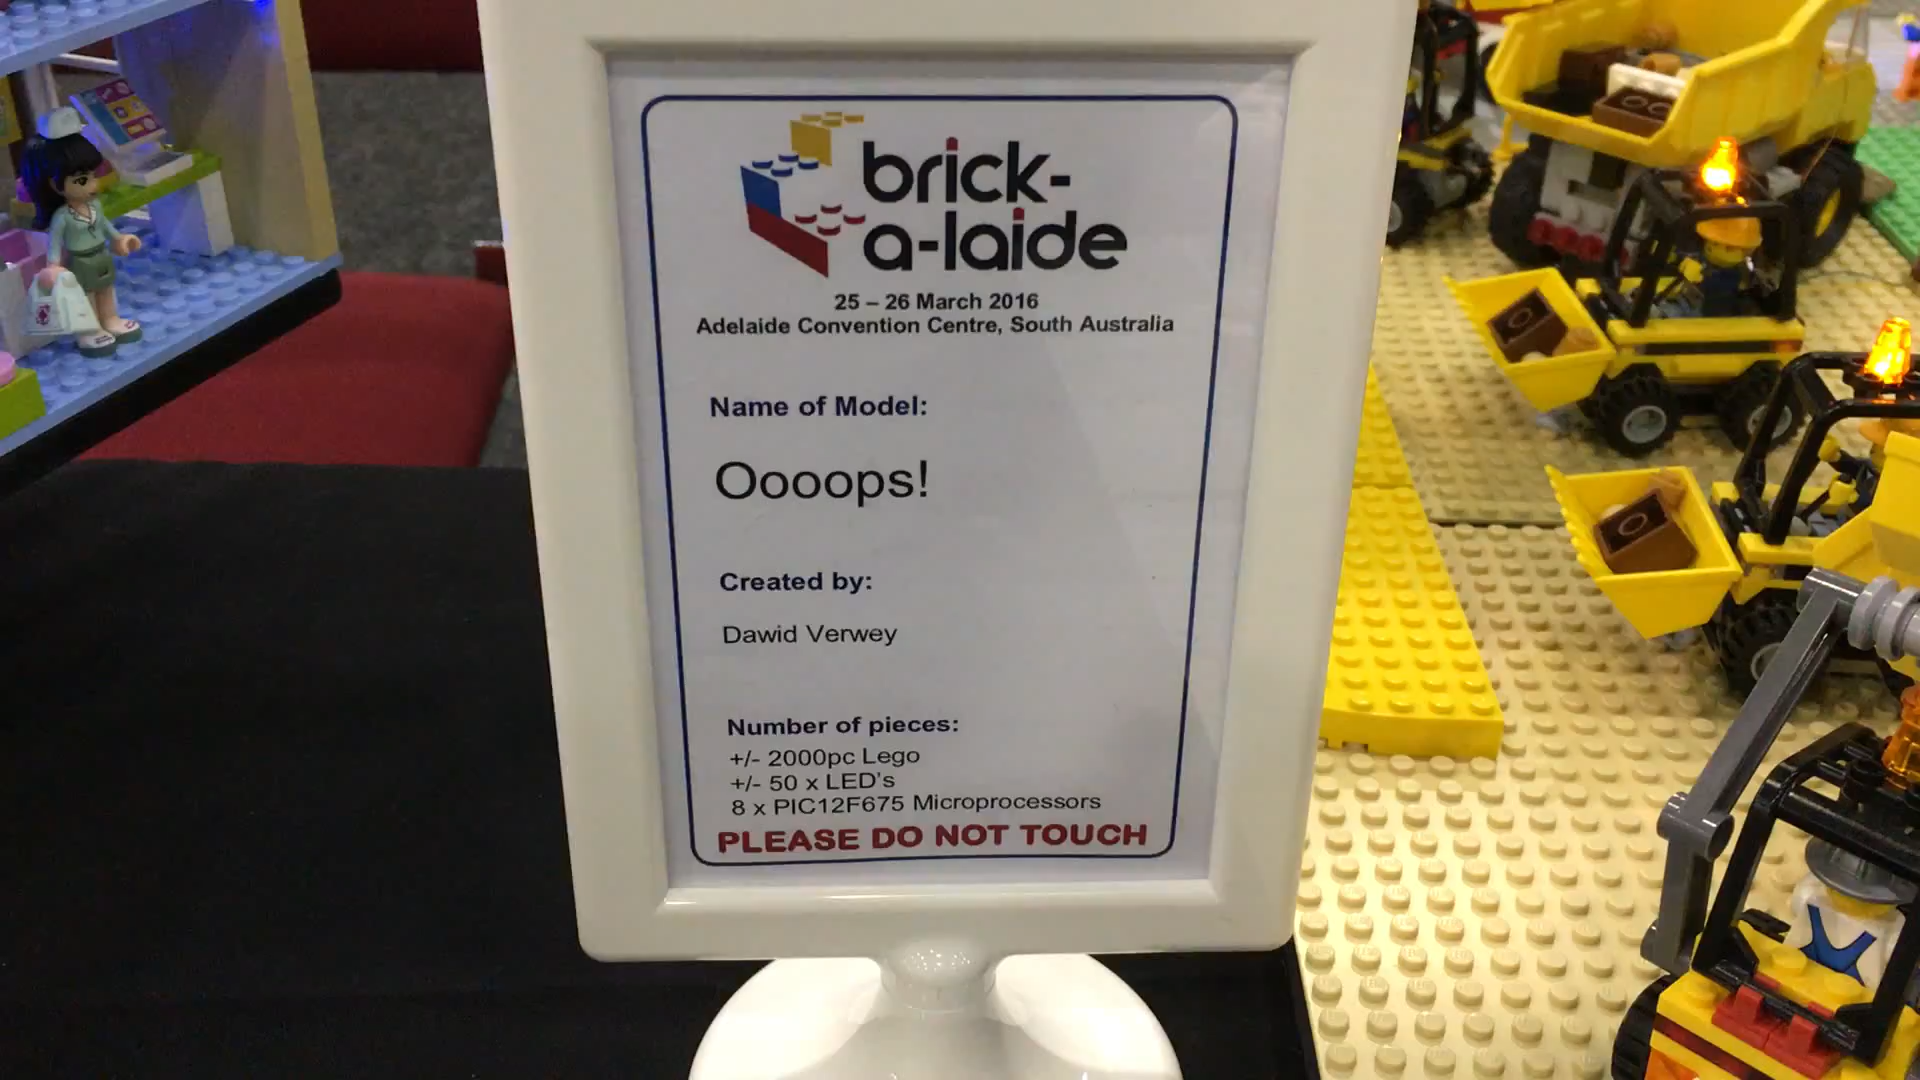 brick-
a-laide
25 – 26 March 2016
Adelaide Convention Centre, South Australia
Name of Model:
Oooops!
Created by:
Dawid Verwey
Number of pieces:
+/- 2000pc Lego
+/- 50 x LED's
8 x PIC12F675 Microprocessors
PLEASE DO NOT TOUCH